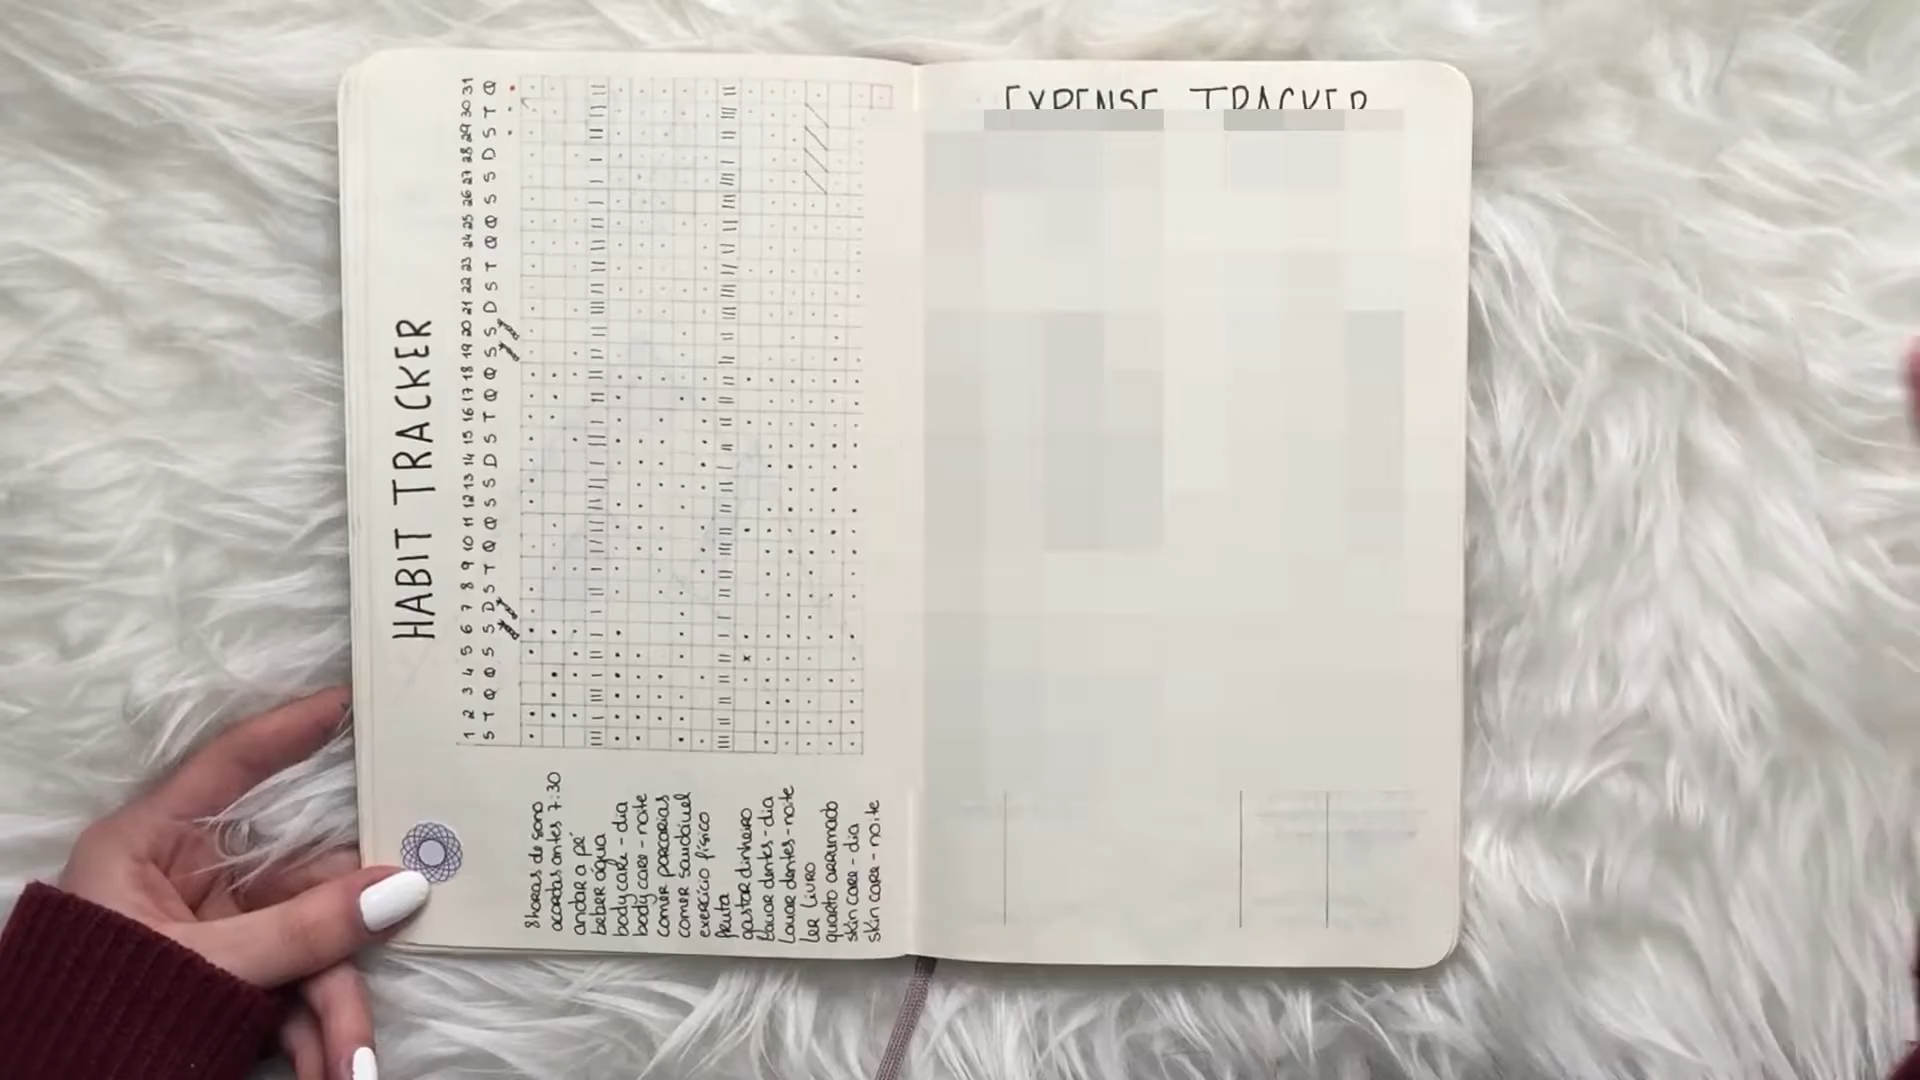 HABIT TRACKER
1 2 3 4 5 6 7 8 9 10 11 12 13 14 15 16 17 18 19 20 21 22 23 24 25 26 27 28 29 30 31
S T Q Q S S D S T Q Q S S D S T Q Q S S D S T Q Q S S D S T Q
8horas de sono
acordar antes 7:30
andar a pé
beber água
body care - dia
body care - noite
comer porcarias
comer saudável
exercício físico
fruta
gastar dinheiro
lavar dentes - dia
lavar dentes - noite
ler livro
quarto arrumado
skin care - dia
skin care - noite
EXPENSE TRACKER